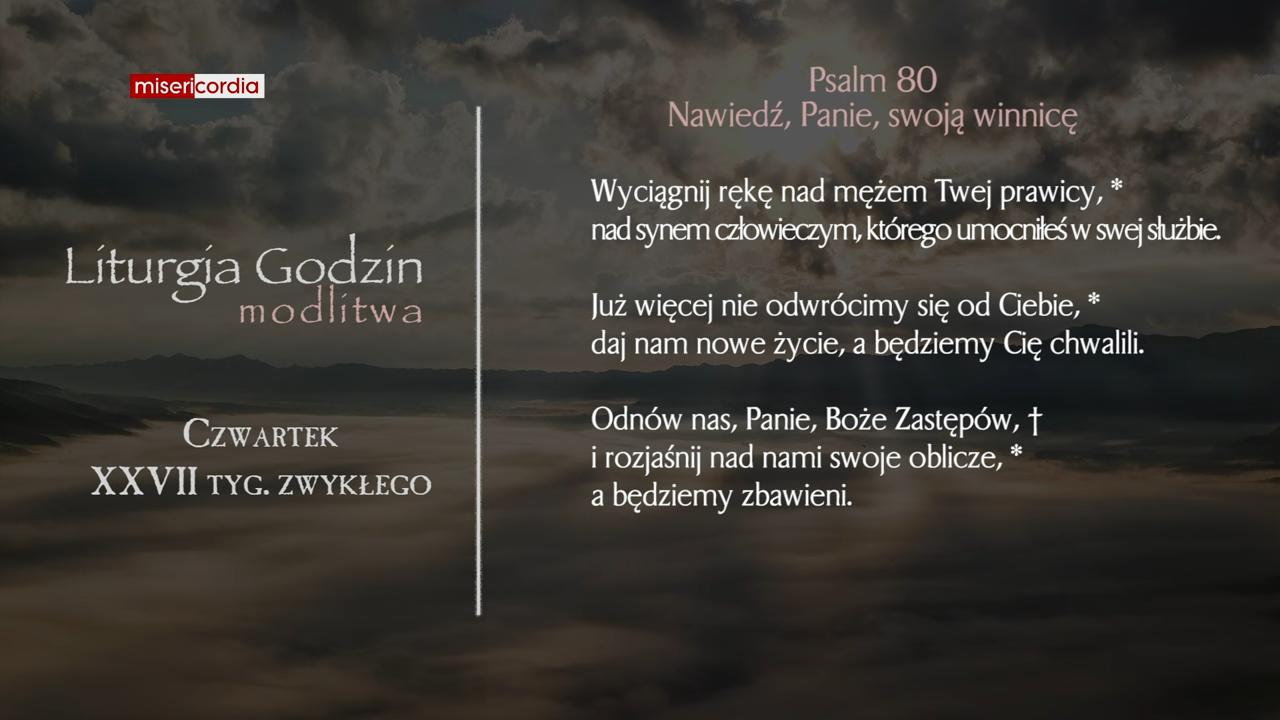 misericordia
Liturgia Godzin
modlitwa
Czwartek
XXVII tyg. zwykłego
Psalm 80
Nawiedź, Panie, swoją winnicę
Wyciągnij rękę nad mężem Twej prawicy, *
nad synem człowieczym, którego umocniłeś w swej służbie.
Już więcej nie odwrócimy się od Ciebie, *
daj nam nowe życie, a będziemy Cię chwalili.
Odnów nas, Panie, Boże Zastępów, †
i rozjaśnij nad nami swoje oblicze, *
a będziemy zbawieni.